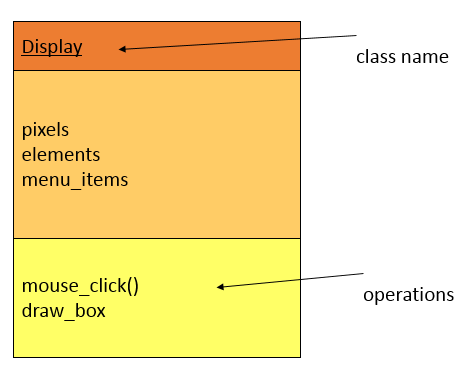 Display
class name
pixels
elements
menu_items
mouse_click()
operations
draw_box